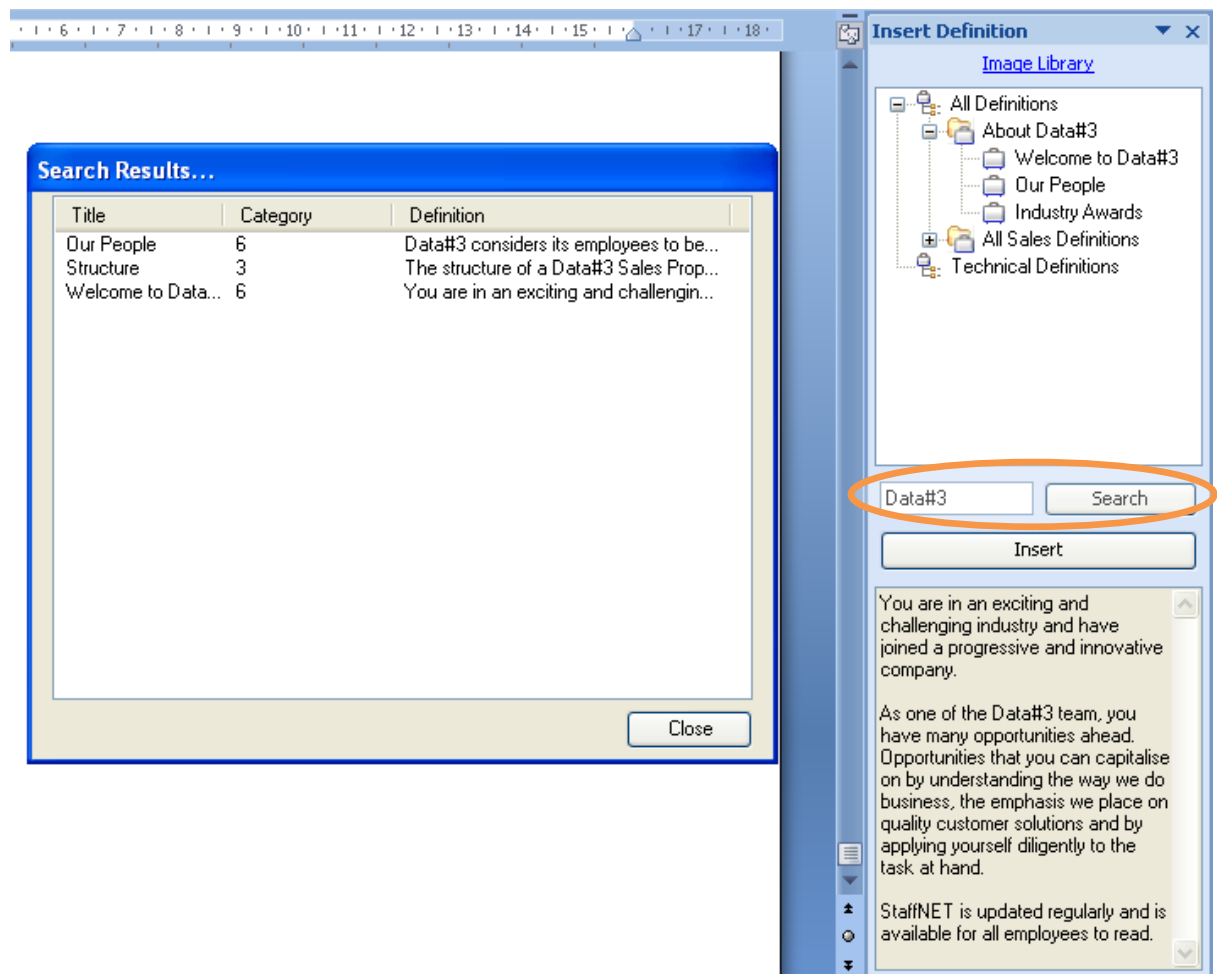 6 7 8 9 10 11 12 13 14 15 17 18
Search Results...
Title Category Definition
Our People 6 Data#3 considers its employees to be...
Structure 3 The structure of a Data#3 Sales Prop...
Welcome to Data... 6 You are in an exciting and challengin...
Close
Insert Definition
Image Library
All Definitions
About Data#3
Welcome to Data#3
Our People
Industry Awards
All Sales Definitions
Technical Definitions
Data#3 Search
Insert
You are in an exciting and
challenging industry and have
joined a progressive and innovative
company.
As one of the Data#3 team, you
have many opportunities ahead.
Opportunities that you can capitalise
on by understanding the way we do
business, the emphasis we place on
quality customer solutions and by
applying yourself diligently to the
task at hand.
StaffNET is updated regularly and is
available for all employees to read.